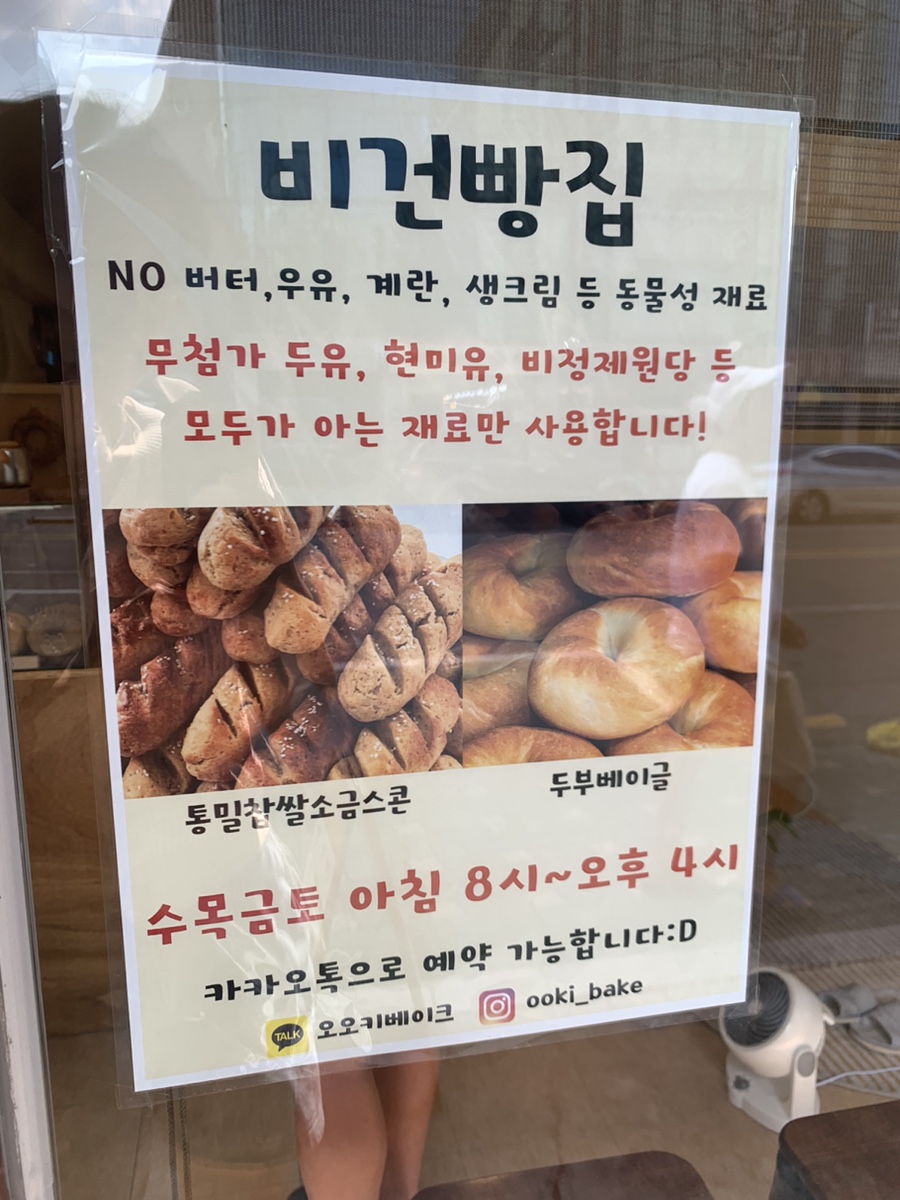 비건빵집
NO 버터,우유, 계란, 생크림 등 동물성 재료
무첨가 두유, 현미유, 비정제원당 등
모두가 아는 재료만 사용합니다!
통밀찹쌀소금스콘
두부베이글
수목금토 아침 8시~오후 4시
카카오톡으로 예약 가능합니다:D
TALK 오오키베이크 ooki_bake